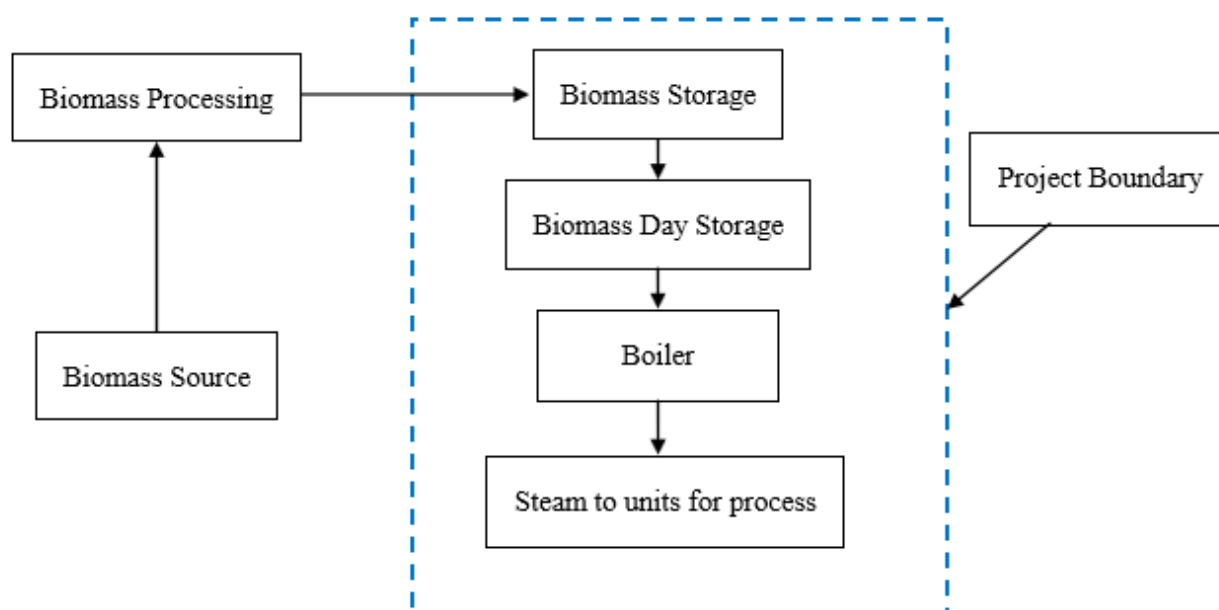 Biomass Processing
Biomass Storage
Project Boundary
Biomass Day Storage
Boiler
Biomass Source
Steam to units for process